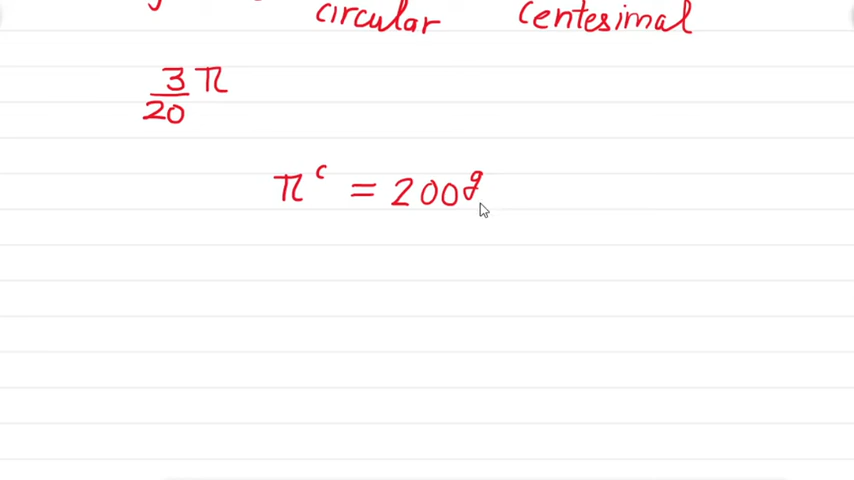 circular centesimal
3/20 π
π^c = 200^g